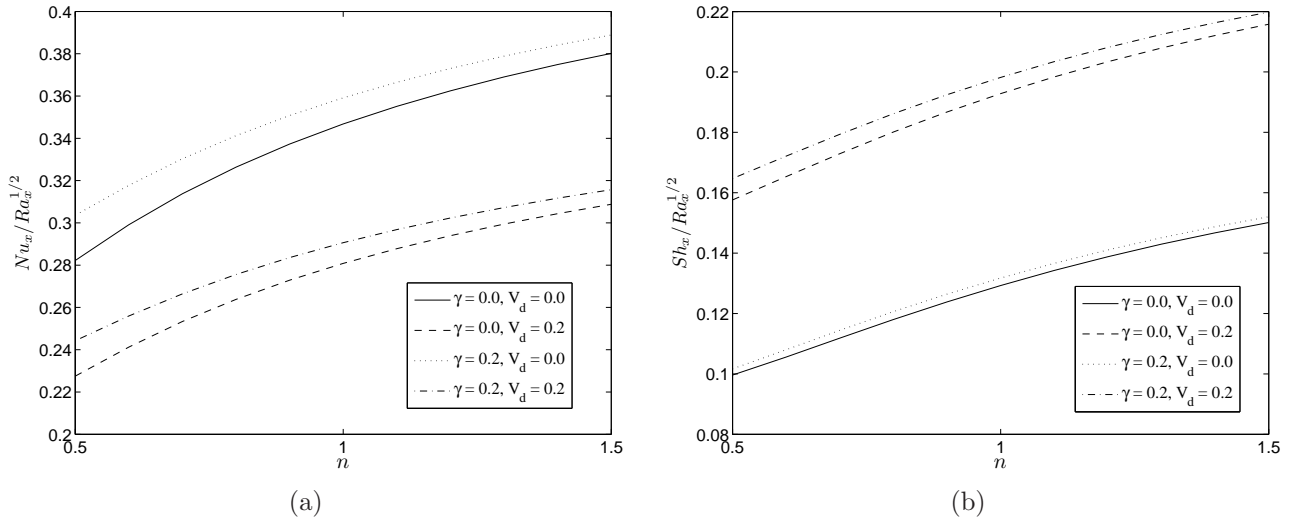 0.4
0.38
0.36
0.34
0.32
0.3
0.28
0.26
0.24
0.22
0.2
0.5
1
1.5
Nu_x/Ra_x^{1/2}
n
γ = 0.0, V_d = 0.0
γ = 0.0, V_d = 0.2
γ = 0.2, V_d = 0.0
γ = 0.2, V_d = 0.2
(a)
0.22
0.2
0.18
0.16
0.14
0.12
0.1
0.08
0.5
1
1.5
Sh_x/Ra_x^{1/2}
n
γ = 0.0, V_d = 0.0
γ = 0.0, V_d = 0.2
γ = 0.2, V_d = 0.0
γ = 0.2, V_d = 0.2
(b)